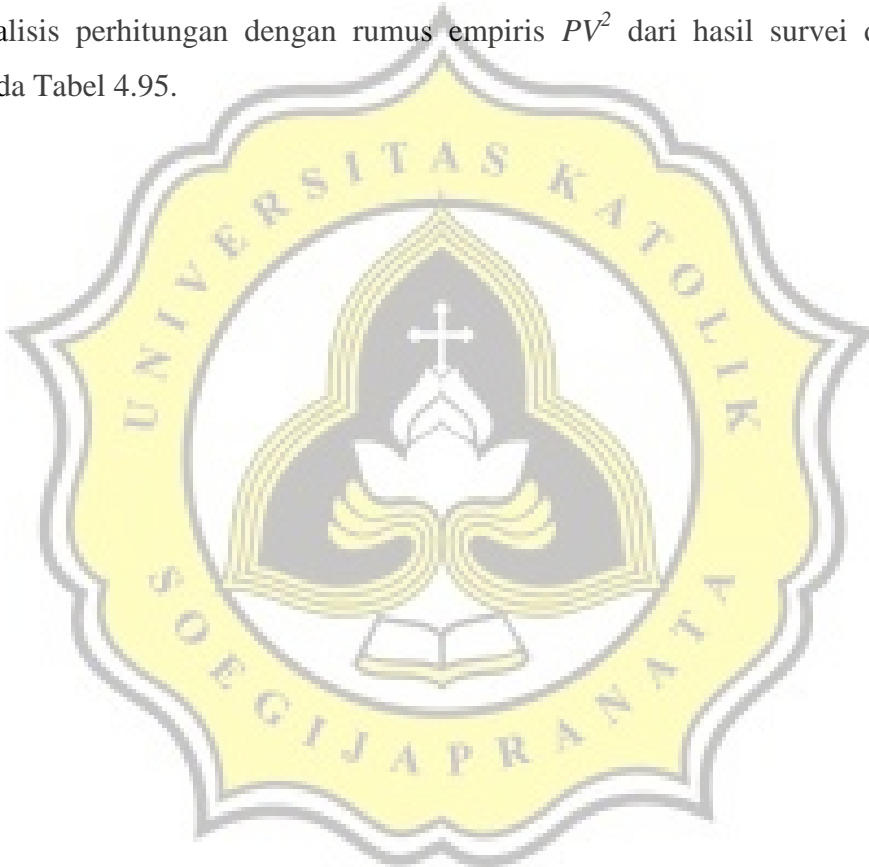 alisis perhitungan dengan rumus empiris PV² dari hasil survei d
da Tabel 4.95.
UNIVERSITAS KATOLIK
SOEGIJAPRANATA